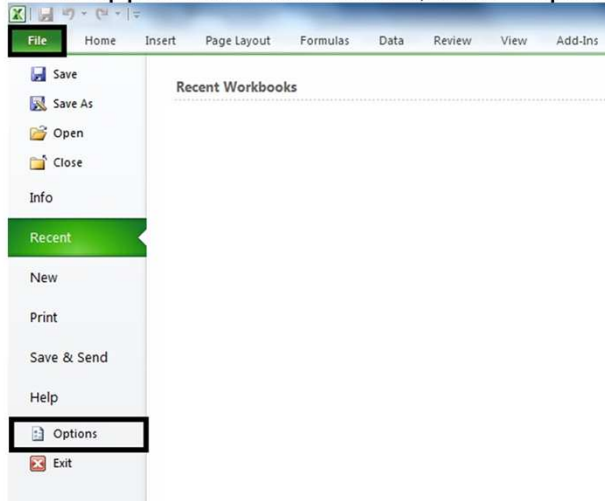 File Home Insert Page Layout Formulas Data Review View Add-Ins
Save
Recent Workbooks
Save As
Open
Close
Info
Recent
New
Print
Save & Send
Help
Options
Exit